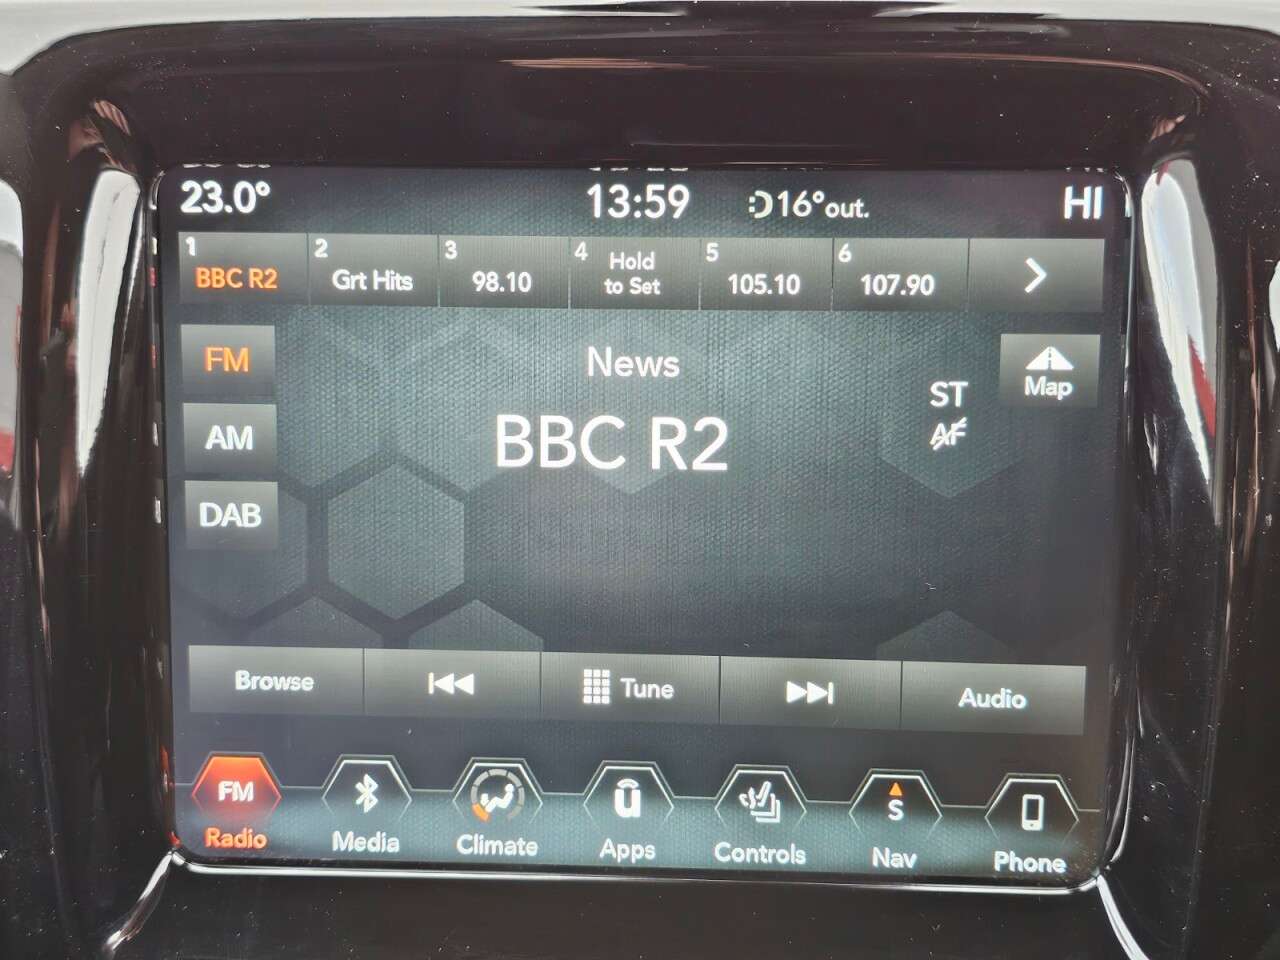 23.0° 13:59 16°out. HI
1 2 3 4 5 6
BBC R2 Grt Hits 98.10 Hold to Set 105.10 107.90
FM
News
Map
ST
AF
BBC R2
AM
DAB
Browse Tune Audio
FM u S
Radio Media Climate Apps Controls Nav Phone